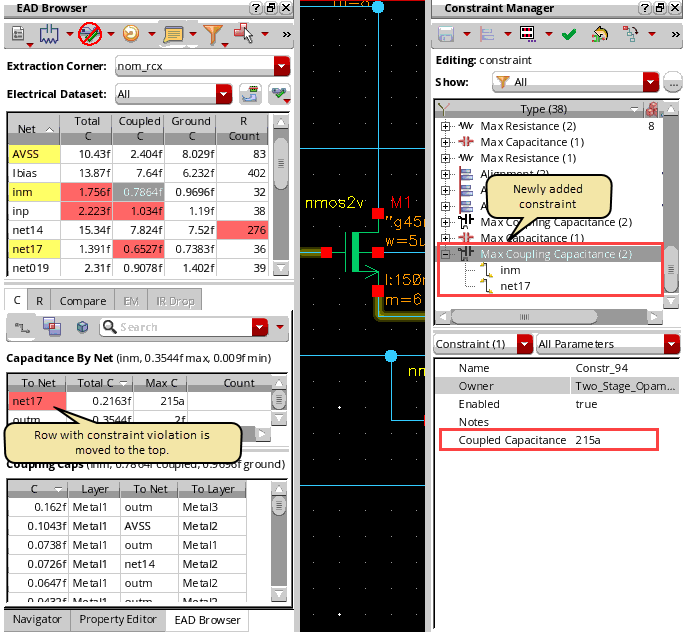 EAD Browser
Extraction Corner: nom_rcx
Electrical Dataset: All
Net Total C Coupled C Ground C R Count
AVSS 10.43f 2.404f 8.029f 83
Ibias 13.87f 7.64f 6.232f 402
inm 1.756f 0.7864f 0.9696f 32
inp 2.223f 1.034f 1.19f 38
net14 15.34f 7.824f 7.52f 276
net17 1.391f 0.6527f 0.7383f 36
net019 2.31f 0.9078f 1.402f 39
C R Compare EM IR Drop
Search
Capacitance By Net (inm, 0.3544f max, 0.009f min)
To Net Total C Max C Count
net17 0.2163f 215a
outm 0.3544f 2f
Row with constraint violation is
moved to the top.
Coupling Caps (inm, 0.7864f coupled, 0.9696f ground)
C Layer To Net To Layer
0.162f Metal1 outm Metal3
0.1043f Metal1 AVSS Metal2
0.0738f Metal1 outm Metal1
0.0726f Metal1 net14 Metal2
0.0647f Metal1 outm Metal2
0.0432f Metal1 outm Metal2
Navigator Property Editor EAD Browser
nmos2v
M1
"g45n
w=5u
l:150n
m=6
nn
Constraint Manager
Editing: constraint
Show: All
...
Type (38)
Max Resistance (2) 8
Max Capacitance (1)
Max Resistance (1)
Alignment (2)
A
A
Newly added
constraint
Max Coupling Capacitance (2)
Max Capacitance (1)
Max Coupling Capacitance (2)
inm
net17
Constraint (1) All Parameters
Name Constr_94
Owner Two_Stage_Opam...
Enabled true
Notes
Coupled Capacitance 215a